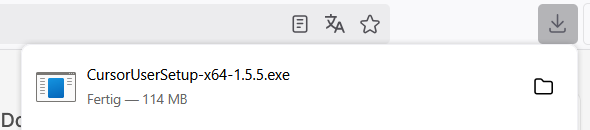 CursorUserSetup-x64-1.5.5.exe
Fertig — 114 MB